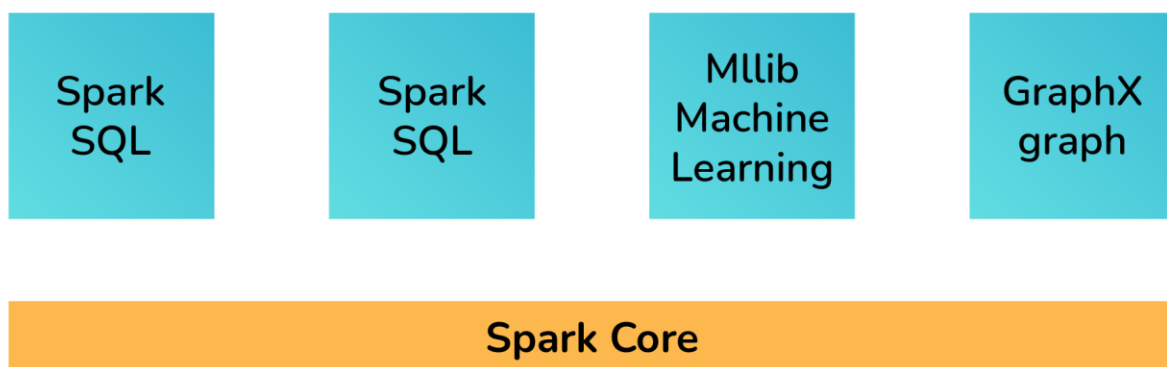 Spark
SQL
Spark
SQL
Mllib
Machine
Learning
GraphX
graph
Spark Core